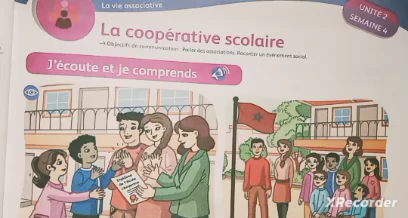 La vie associative
UNITÉ 2
SEMAINE 4
La coopérative scolaire
→ Objectifs de communication : Parler des associations. Raconter un événement social.
J'écoute et je comprends
XRecorder